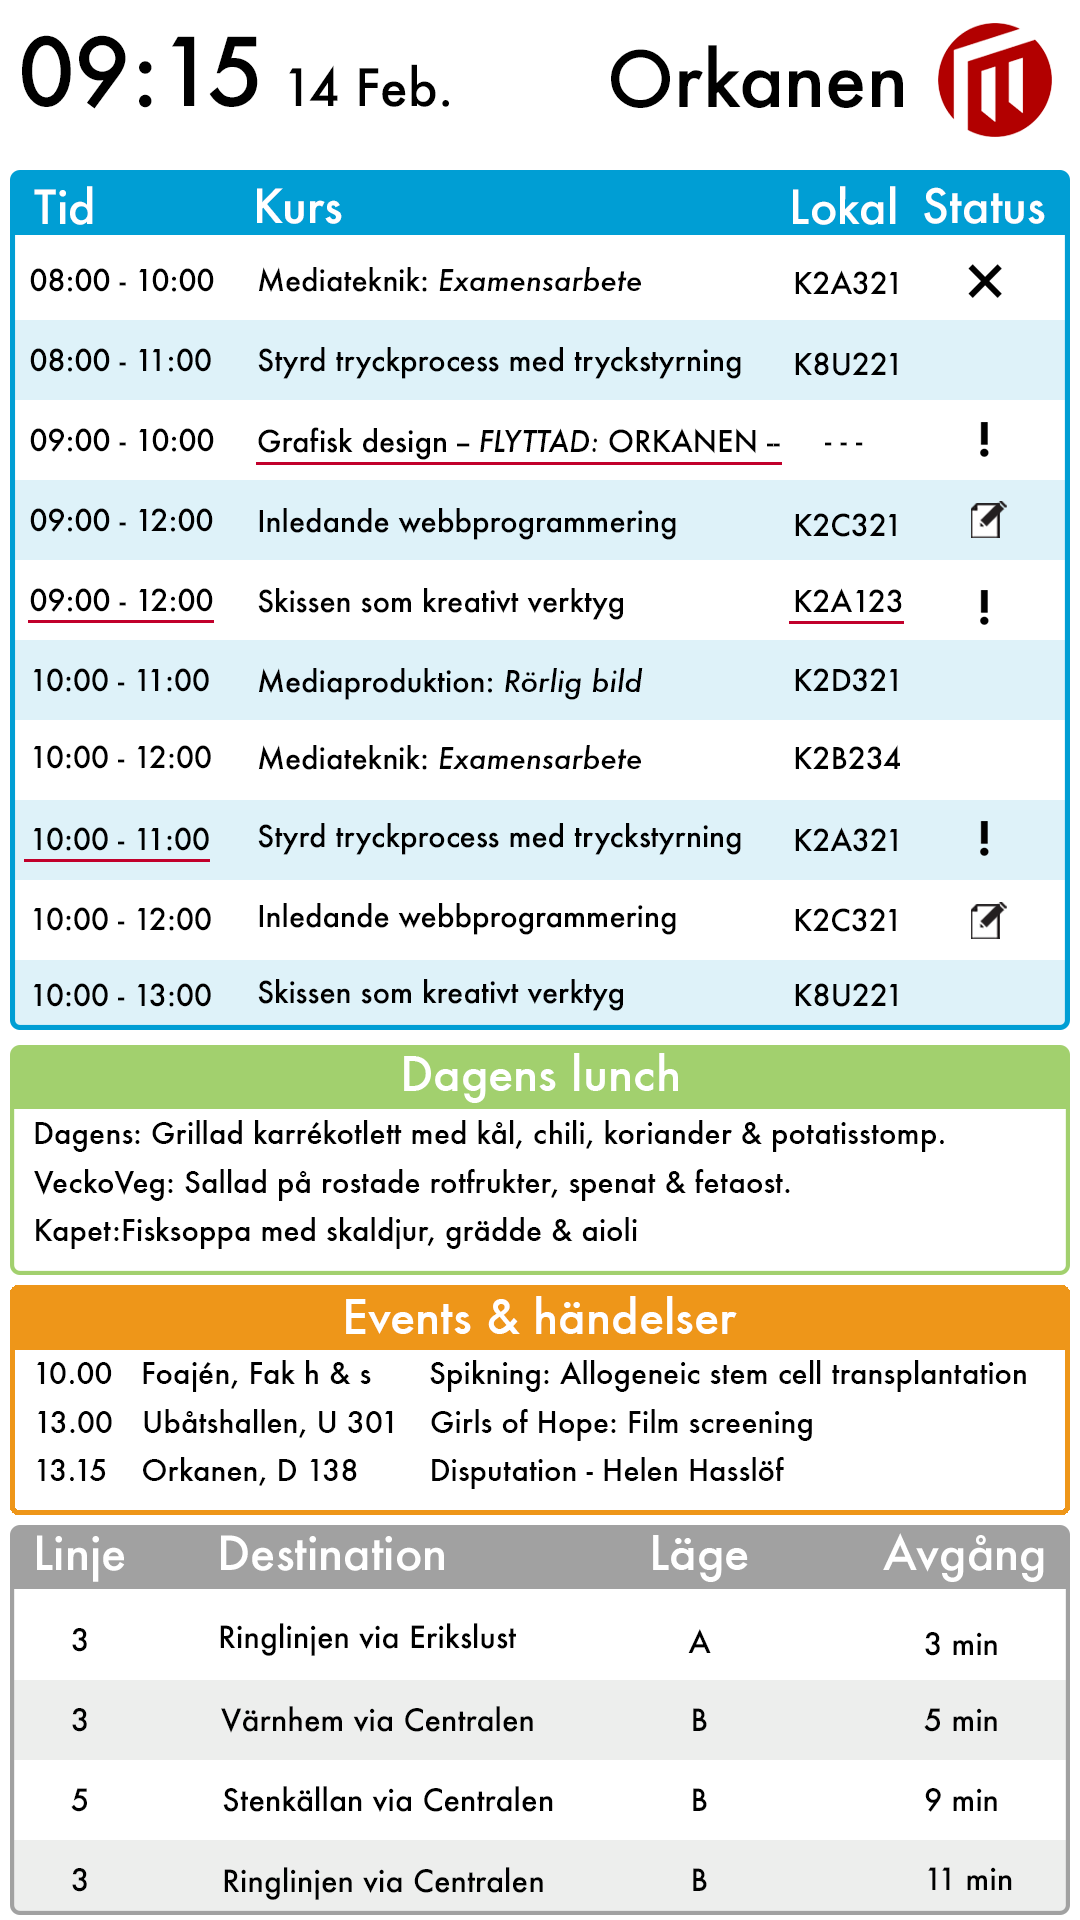 09:15 14 Feb. Orkanen
Tid Kurs Lokal Status
08:00 - 10:00 Mediateknik: Examensarbete K2A321
08:00 - 11:00 Styrd tryckprocess med tryckstyrning K8U221
09:00 - 10:00 Grafisk design – FLYTTAD: ORKANEN -- - - -
09:00 - 12:00 Inledande webbprogrammering K2C321
09:00 - 12:00 Skissen som kreativt verktyg K2A123
10:00 - 11:00 Mediaproduktion: Rörlig bild K2D321
10:00 - 12:00 Mediateknik: Examensarbete K2B234
10:00 - 11:00 Styrd tryckprocess med tryckstyrning K2A321
10:00 - 12:00 Inledande webbprogrammering K2C321
10:00 - 13:00 Skissen som kreativt verktyg K8U221
Dagens lunch
Dagens: Grillad karrékotlett med kål, chili, koriander & potatisstomp.
VeckoVeg: Sallad på rostade rotfrukter, spenat & fetaost.
Kapet:Fisksoppa med skaldjur, grädde & aioli
Events & händelser
10.00 Foajén, Fak h & s Spikning: Allogeneic stem cell transplantation
13.00 Ubåtshallen, U 301 Girls of Hope: Film screening
13.15 Orkanen, D 138 Disputation - Helen Hasslöf
Linje Destination Läge Avgång
3 Ringlinjen via Erikslust A 3 min
3 Värnhem via Centralen B 5 min
5 Stenkällan via Centralen B 9 min
3 Ringlinjen via Centralen B 11 min